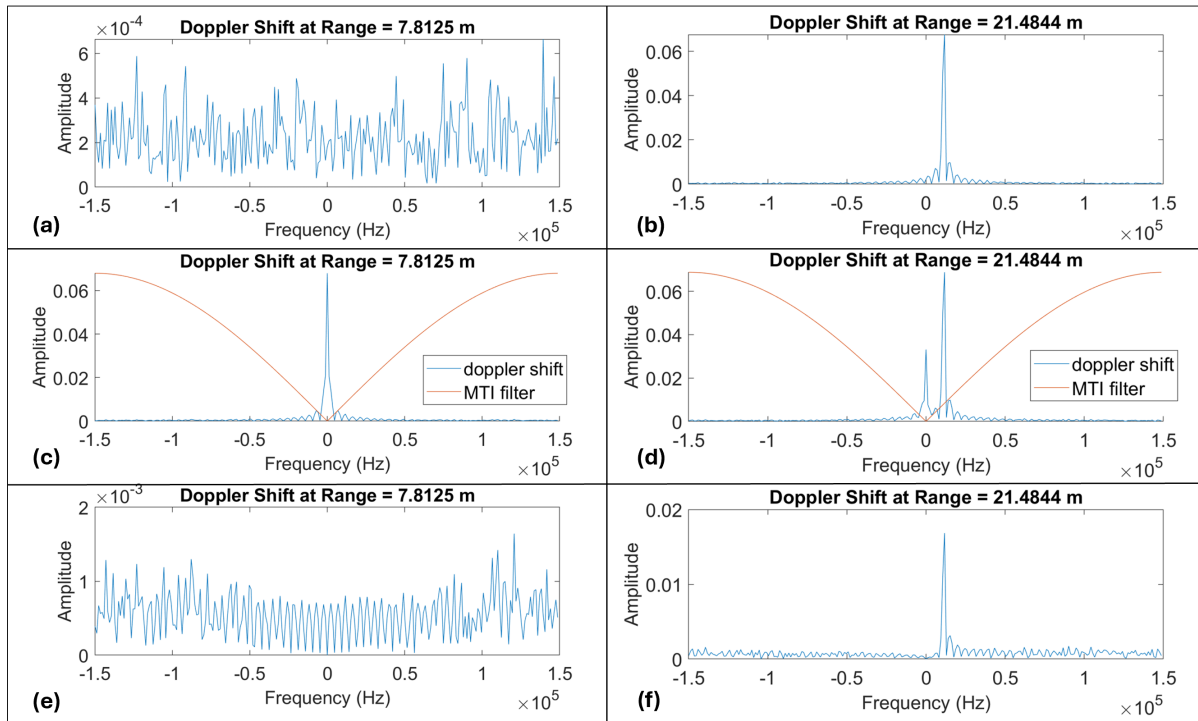 Doppler Shift at Range = 7.8125 m
×10⁻⁴
6
4
2
0
Amplitude
-1.5 -1 -0.5 0 0.5 1 1.5
Frequency (Hz)
×10⁵
(a)
Doppler Shift at Range = 21.4844 m
0.06
0.04
0.02
0
Amplitude
-1.5 -1 -0.5 0 0.5 1 1.5
Frequency (Hz)
×10⁵
(b)
Doppler Shift at Range = 7.8125 m
0.06
0.04
0.02
0
Amplitude
doppler shift
MTI filter
-1.5 -1 -0.5 0 0.5 1 1.5
Frequency (Hz)
×10⁵
(c)
Doppler Shift at Range = 21.4844 m
0.06
0.04
0.02
0
Amplitude
doppler shift
MTI filter
-1.5 -1 -0.5 0 0.5 1 1.5
Frequency (Hz)
×10⁵
(d)
Doppler Shift at Range = 7.8125 m
×10⁻³
2
1
0
Amplitude
-1.5 -1 -0.5 0 0.5 1 1.5
Frequency (Hz)
×10⁵
(e)
Doppler Shift at Range = 21.4844 m
0.02
0.01
0
Amplitude
-1.5 -1 -0.5 0 0.5 1 1.5
Frequency (Hz)
×10⁵
(f)